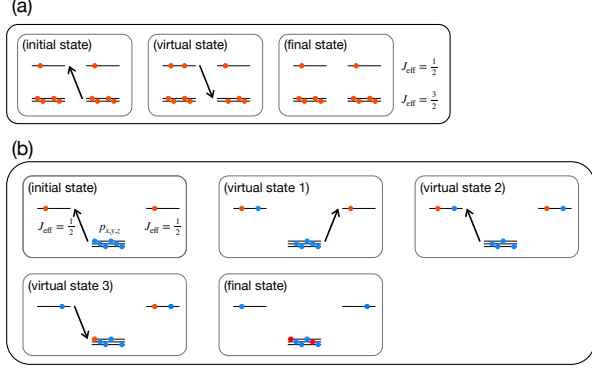 (a)
(initial state) (virtual state) (final state)
J_eff = 1/2
J_eff = 3/2
(b)
(initial state) (virtual state 1) (virtual state 2)
J_eff = 1/2 p_x,y,z J_eff = 1/2
(virtual state 3) (final state)